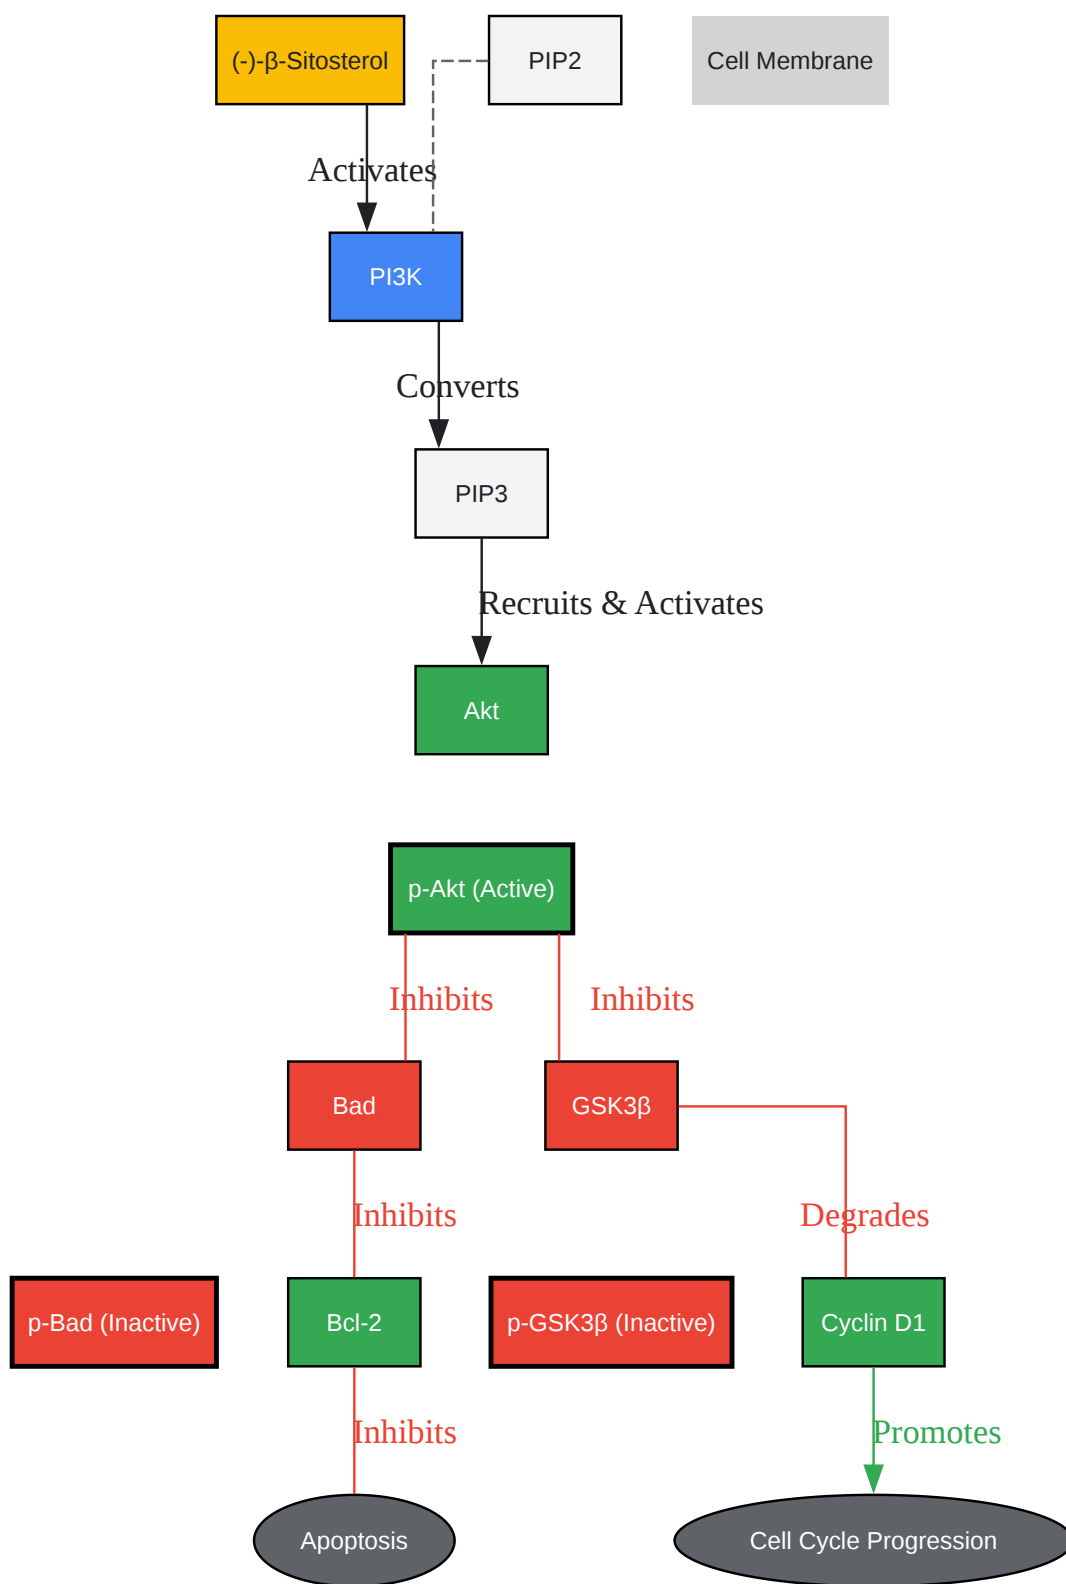 (-)-β-Sitosterol
PIP2
Cell Membrane
Activates
PI3K
Converts
PIP3
Recruits & Activates
Akt
p-Akt (Active)
Inhibits
Inhibits
Bad
GSK3β
Inhibits
Degrades
p-Bad (Inactive)
Bcl-2
p-GSK3β (Inactive)
Cyclin D1
Inhibits
Promotes
Apoptosis
Cell Cycle Progression